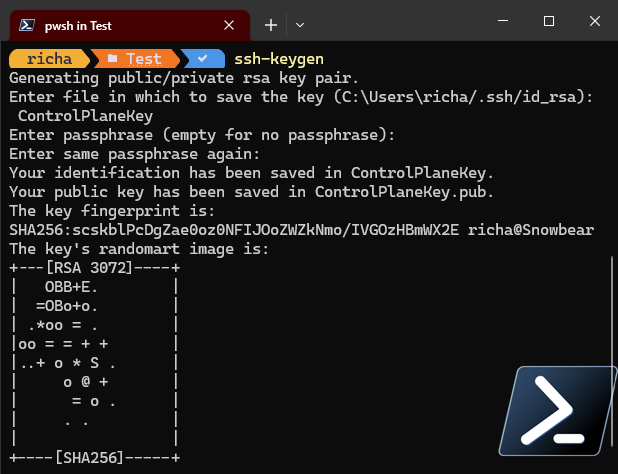 pwsh in Test
richa Test ssh-keygen
Generating public/private rsa key pair.
Enter file in which to save the key (C:\Users\richa/.ssh/id_rsa):
 ControlPlaneKey
Enter passphrase (empty for no passphrase):
Enter same passphrase again:
Your identification has been saved in ControlPlaneKey.
Your public key has been saved in ControlPlaneKey.pub.
The key fingerprint is:
SHA256:scskblPcDgZae0oz0NFIJOoZWZkNmo/IVGOzHBmWX2E richa@Snowbear
The key's randomart image is:
+---[RSA 3072]----+
|   OBB+E.        |
|  =OBo+o.        |
| .*oo = .        |
|oo = = + +       |
|..+ o * S .      |
|     o @ +       |
|      = o .      |
|     . .         |
|                 |
+----[SHA256]-----+